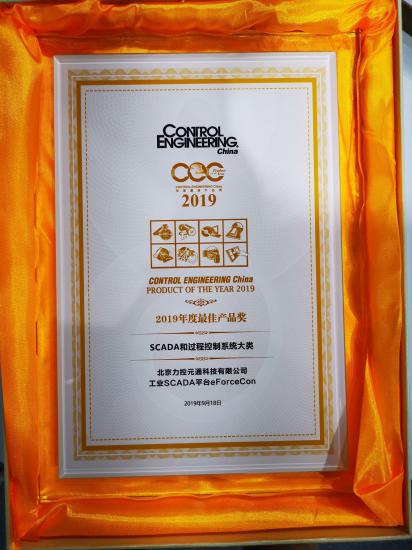 CONTROL
ENGINEERING
China
CEC
CONTROL ENGINEERING China
2019
CONTROL ENGINEERING China
PRODUCT OF THE YEAR 2019
2019年度最佳产品奖
SCADA和过程控制系统大类
北京力控元通科技有限公司
工业SCADA平台eForceCon
2019年9月18日